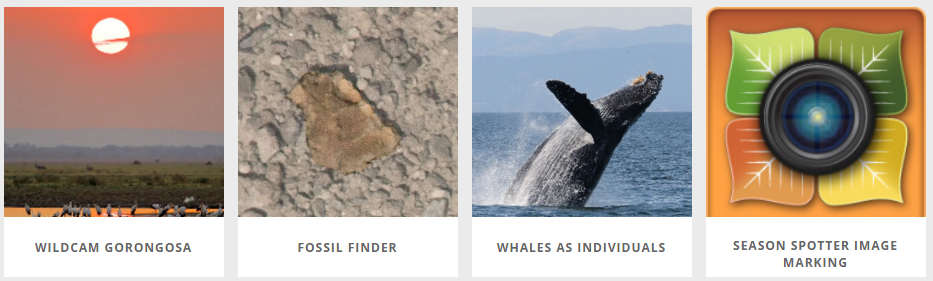 WILDCAM GORONGOSA
FOSSIL FINDER
WHALES AS INDIVIDUALS
SEASON SPOTTER IMAGE
MARKING